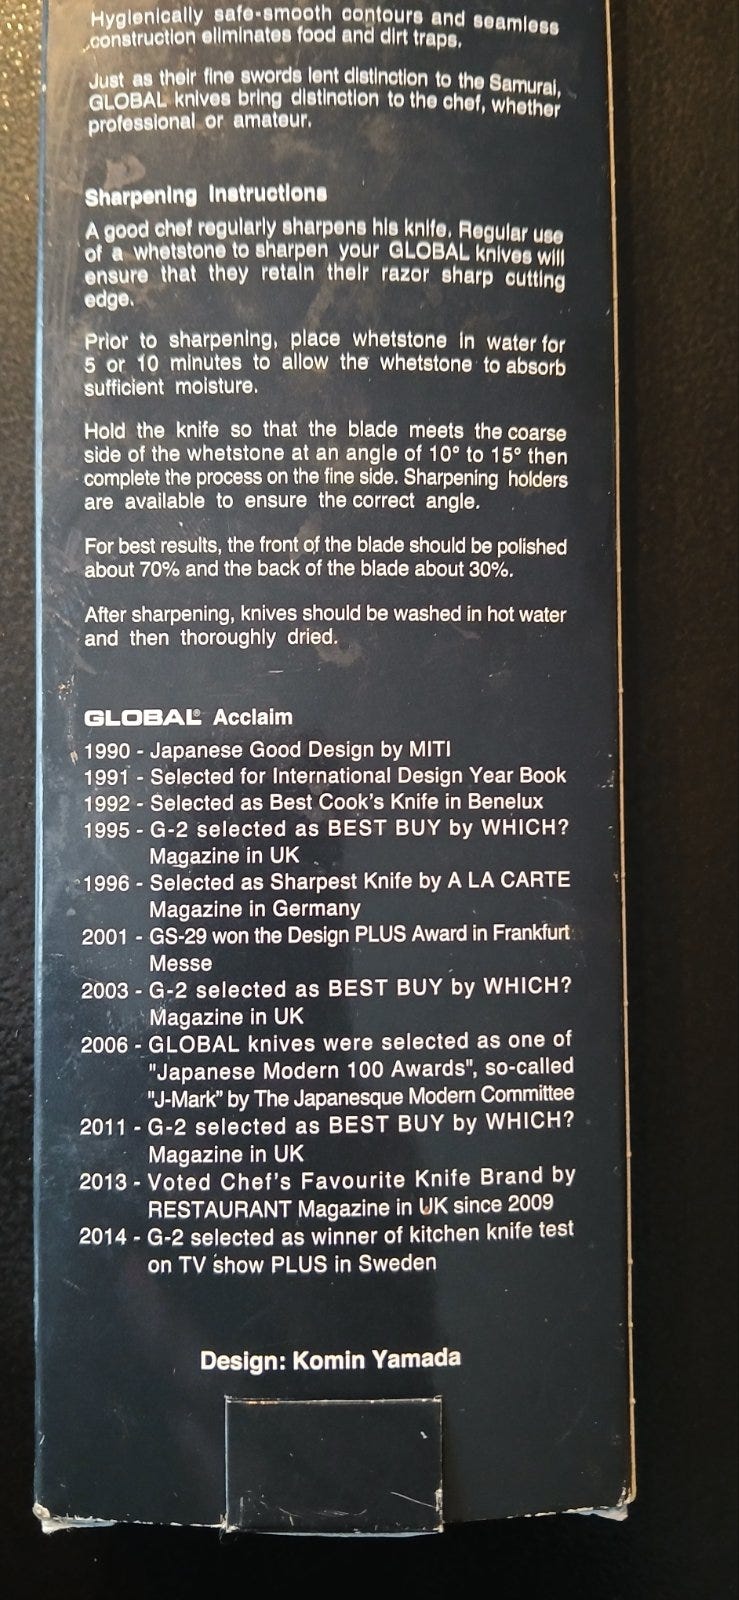 Hygienically safe-smooth contours and seamless
construction eliminates food and dirt traps.
Just as their fine swords lent distinction to the Samurai,
GLOBAL knives bring distinction to the chef, whether
professional or amateur.
Sharpening Instructions
A good chef regularly sharpens his knife. Regular use
of a whetstone to sharpen your GLOBAL knives will
ensure that they retain their razor sharp cutting
edge.
Prior to sharpening, place whetstone in water for
5 or 10 minutes to allow the whetstone to absorb
sufficient moisture.
Hold the knife so that the blade meets the coarse
side of the whetstone at an angle of 10° to 15° then
complete the process on the fine side. Sharpening holders
are available to ensure the correct angle.
For best results, the front of the blade should be polished
about 70% and the back of the blade about 30%.
After sharpening, knives should be washed in hot water
and then thoroughly dried.
GLOBAL® Acclaim
1990 - Japanese Good Design by MITI
1991 - Selected for International Design Year Book
1992 - Selected as Best Cook's Knife in Benelux
1995 - G-2 selected as BEST BUY by WHICH?
Magazine in UK
1996 - Selected as Sharpest Knife by A LA CARTE
Magazine in Germany
2001 - GS-29 won the Design PLUS Award in Frankfurt
Messe
2003 - G-2 selected as BEST BUY by WHICH?
Magazine in UK
2006 - GLOBAL knives were selected as one of
"Japanese Modern 100 Awards", so-called
"J-Mark" by The Japanesque Modern Committee
2011 - G-2 selected as BEST BUY by WHICH?
Magazine in UK
2013 - Voted Chef's Favourite Knife Brand by
RESTAURANT Magazine in UK since 2009
2014 - G-2 selected as winner of kitchen knife test
on TV show PLUS in Sweden
Design: Komin Yamada